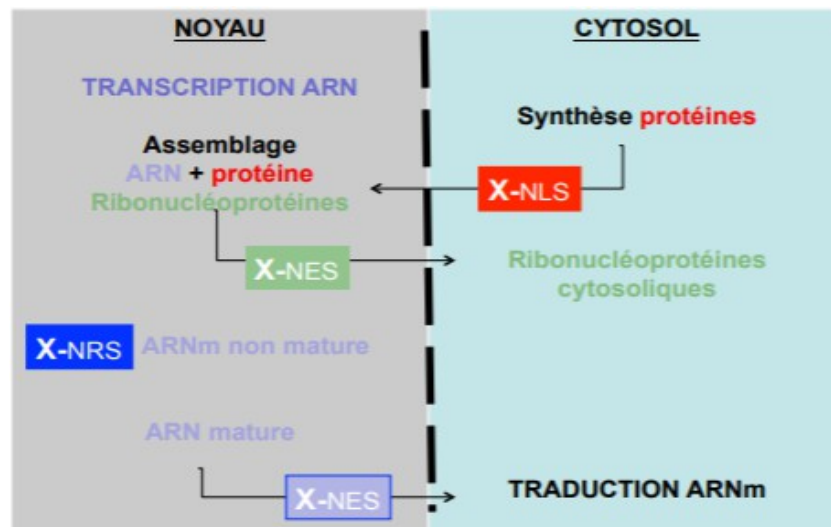 NOYAU
CYTOSOL
TRANSCRIPTION ARN
Synthèse protéines
Assemblage
ARN + protéine
Ribonucléoprotéines
X-NLS
X-NES
Ribonucléoprotéines
cytosoliques
X-NRS
ARNm non mature
ARN mature
X-NES
TRADUCTION ARNm